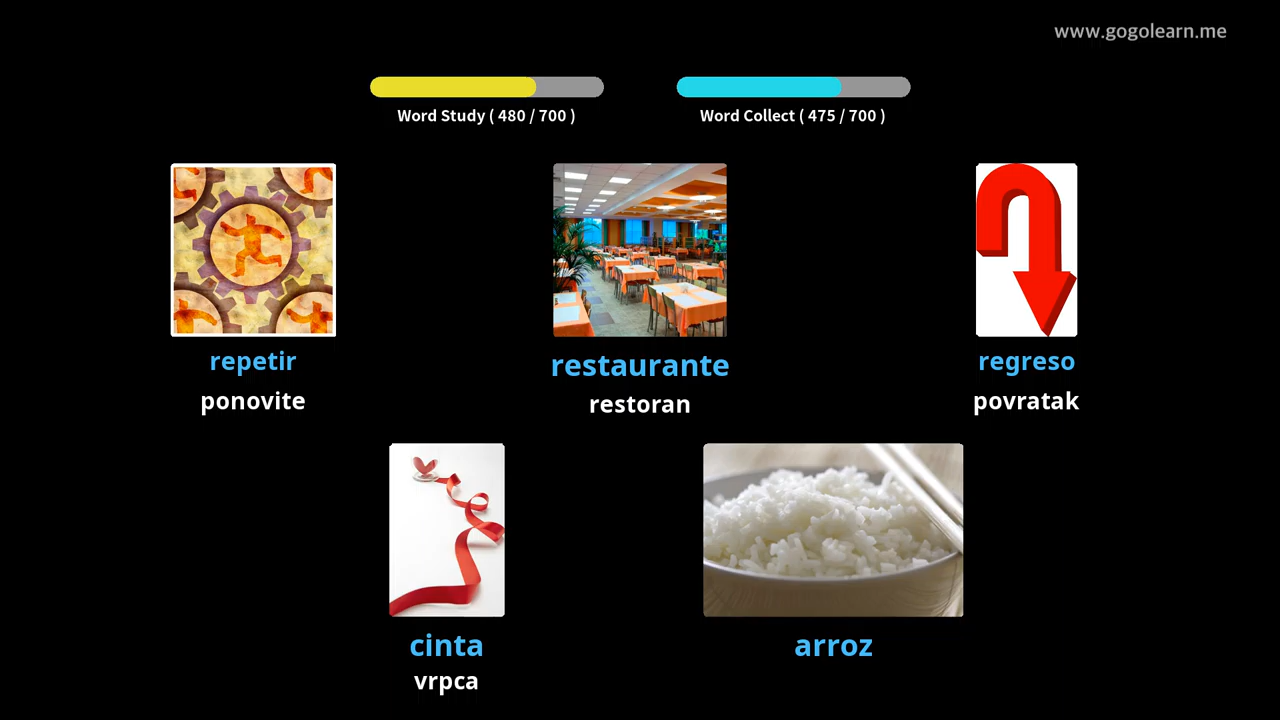 www.gogolearn.me
Word Study ( 480 / 700 )
Word Collect ( 475 / 700 )
repetir
ponovite
restaurante
restoran
regreso
povratak
cinta
vrpca
arroz